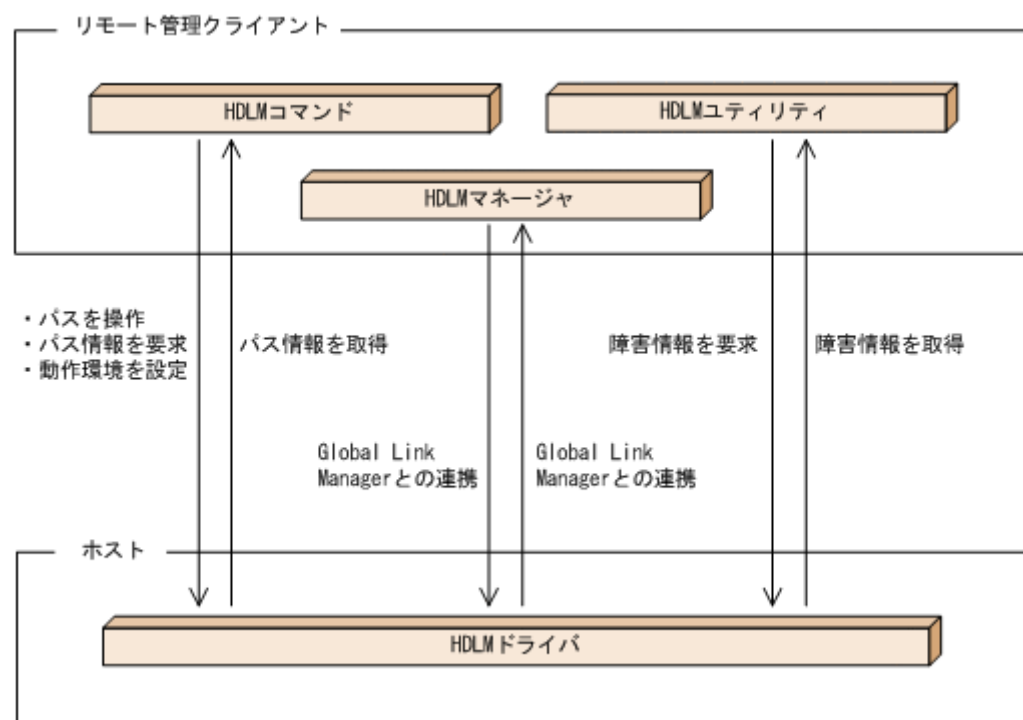 リモート管理クライアント
HDLMコマンド
HDLMユティリティ
HDLMマネージャ
・パスを操作
・パス情報を要求
・動作環境を設定
パス情報を取得
障害情報を要求
障害情報を取得
Global Link
Managerとの連携
Global Link
Managerとの連携
ホスト
HDLMドライバ